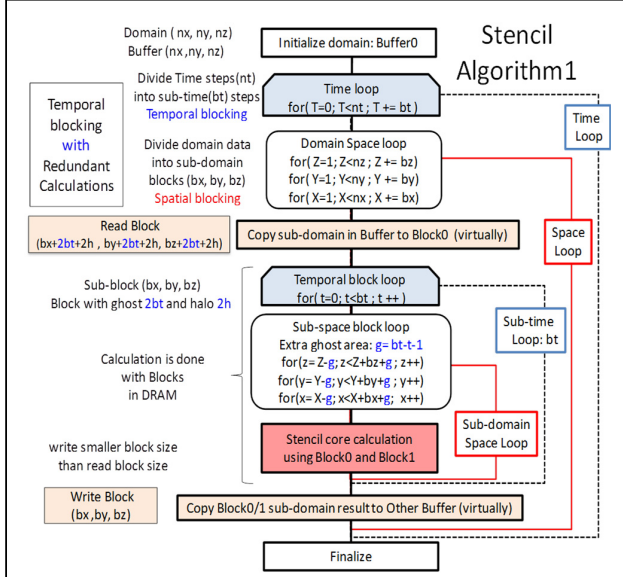 Domain ( nx, ny, nz)
Buffer (nx ,ny, nz)
Initialize domain: Buffer0
Stencil
Algorithm1
Divide Time steps(nt)
into sub-time(bt) steps
Temporal blocking
Time loop
for( T=0; T<nt ; T += bt )
Time
Loop
Temporal
blocking
with
Redundant
Calculations
Divide domain data
into sub-domain
blocks (bx, by, bz)
Spatial blocking
Domain Space loop
for( Z=1; Z<nz ; Z += bz)
for( Y=1; Y<ny ; Y += by)
for( X=1; X<nx ; X += bx)
Space
Loop
Read Block
(bx+2bt+2h , by+2bt+2h, bz+2bt+2h)
Copy sub-domain in Buffer to Block0 (virtually)
Sub-block (bx, by, bz)
Block with ghost 2bt and halo 2h
Temporal block loop
for( t=0; t<bt ; t ++)
Sub-time
Loop: bt
Sub-space block loop
Extra ghost area: g= bt-t-1
for(z= Z-g; z<Z+bz+g ; z++)
for(y= Y-g; y<Y+by+g ; y++)
for(x= X-g; x<X+bx+g ; x++)
Calculation is done
with Blocks
in DRAM
Sub-domain
Space Loop
Stencil core calculation
using Block0 and Block1
write smaller block size
than read block size
Write Block
(bx ,by, bz)
Copy Block0/1 sub-domain result to Other Buffer (virtually)
Finalize